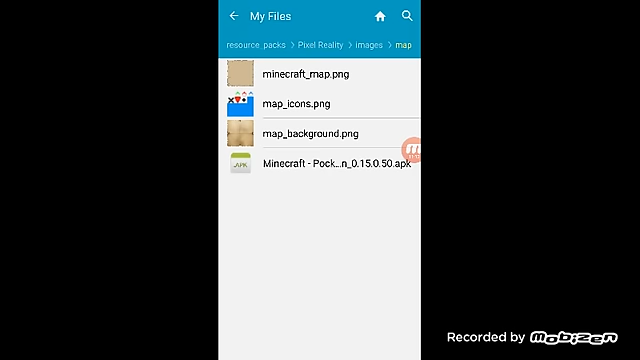 My Files
resource_packs > Pixel Reality > images > map
minecraft_map.png
map_icons.png
map_background.png
Minecraft - Pock...n_0.15.0.50.apk
.APK
Recorded by mobizen